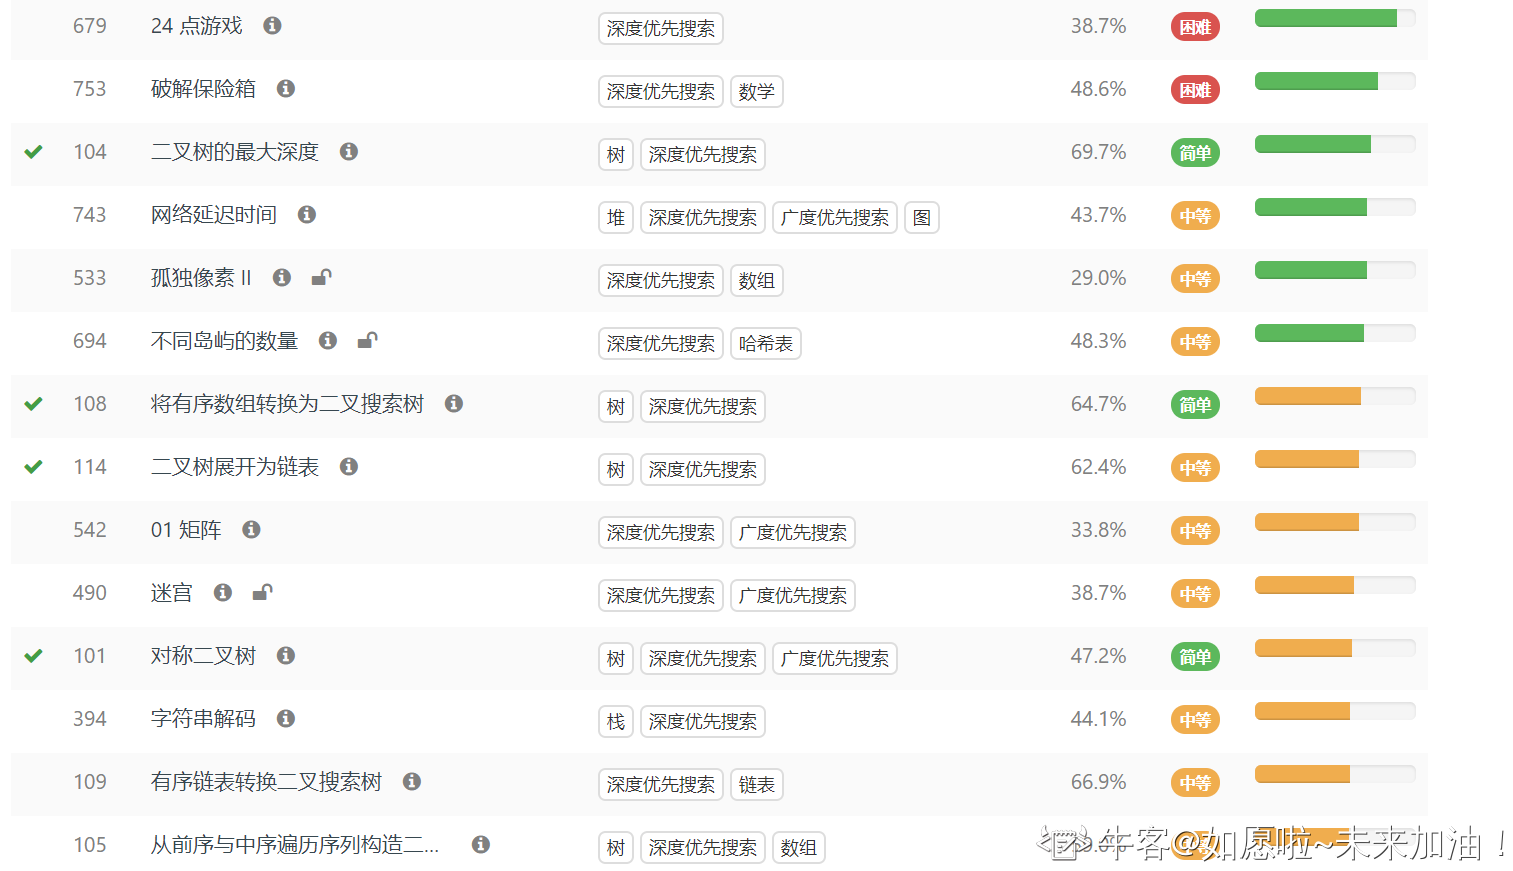 679 24 点游戏 深度优先搜索 38.7% 困难
753 破解保险箱 深度优先搜索 数学 48.6% 困难
104 二叉树的最大深度 树 深度优先搜索 69.7% 简单
743 网络延迟时间 堆 深度优先搜索 广度优先搜索 图 43.7% 中等
533 孤独像素 II 深度优先搜索 数组 29.0% 中等
694 不同岛屿的数量 深度优先搜索 哈希表 48.3% 中等
108 将有序数组转换为二叉搜索树 树 深度优先搜索 64.7% 简单
114 二叉树展开为链表 树 深度优先搜索 62.4% 中等
542 01 矩阵 深度优先搜索 广度优先搜索 33.8% 中等
490 迷宫 深度优先搜索 广度优先搜索 38.7% 中等
101 对称二叉树 树 深度优先搜索 广度优先搜索 47.2% 简单
394 字符串解码 栈 深度优先搜索 44.1% 中等
109 有序链表转换二叉搜索树 深度优先搜索 链表 66.9% 中等
105 从前序与中序遍历序列构造二... 树 深度优先搜索 数组
牛客@如愿啦~未来加油！